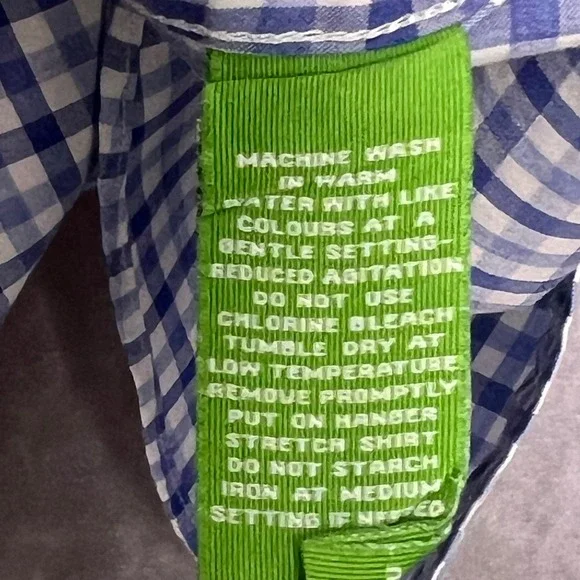 MACHINE WASH
IN WARM
WATER WITH LIKE
COLOURS AT A
GENTLE SETTING-
REDUCED AGITATION
DO NOT USE
CHLORINE BLEACH
TUMBLE DRY AT
LOW TEMPERATURE
REMOVE PROMPTLY
PUT ON HANGER
STRETCH SHIRT
DO NOT STARCH
IRON AT MEDIUM
SETTING IF NEEDED